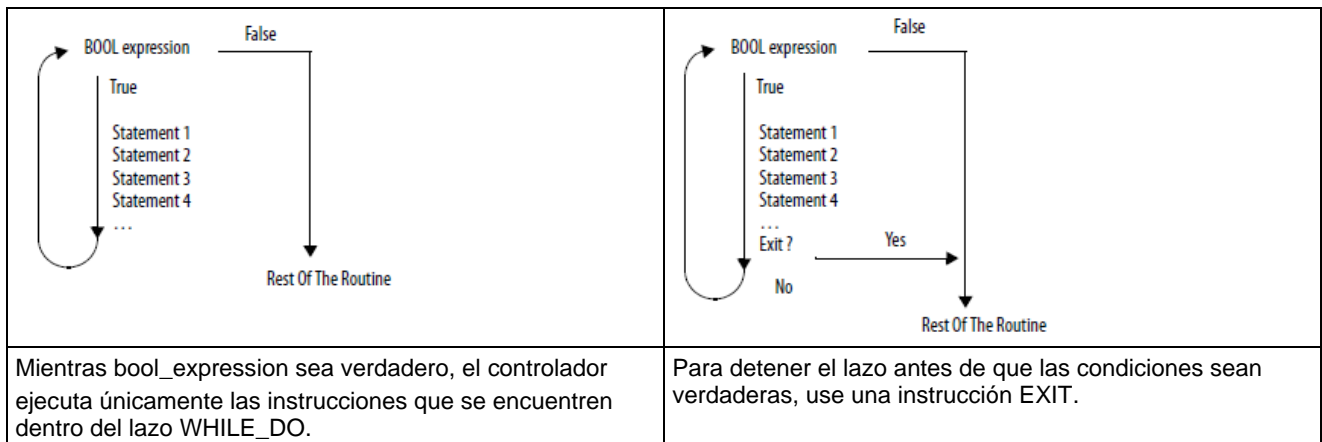 BOOL expression
False
True
Statement 1
Statement 2
Statement 3
Statement 4
...
Rest Of The Routine
BOOL expression
False
True
Statement 1
Statement 2
Statement 3
Statement 4
...
Exit ?
Yes
No
Rest Of The Routine
Mientras bool_expression sea verdadero, el controlador
ejecuta únicamente las instrucciones que se encuentren
dentro del lazo WHILE_DO.
Para detener el lazo antes de que las condiciones sean
verdaderas, use una instrucción EXIT.